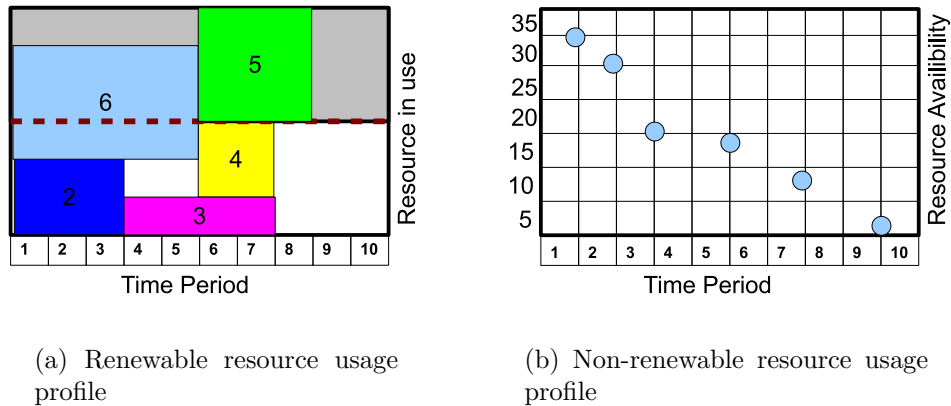 5
6
4
2
3
1 2 3 4 5 6 7 8 9 10
Time Period
Resource in use
35
30
25
20
15
10
5
1 2 3 4 5 6 7 8 9 10
Time Period
Resource Availibility
(a) Renewable resource usage
profile
(b) Non-renewable resource usage
profile